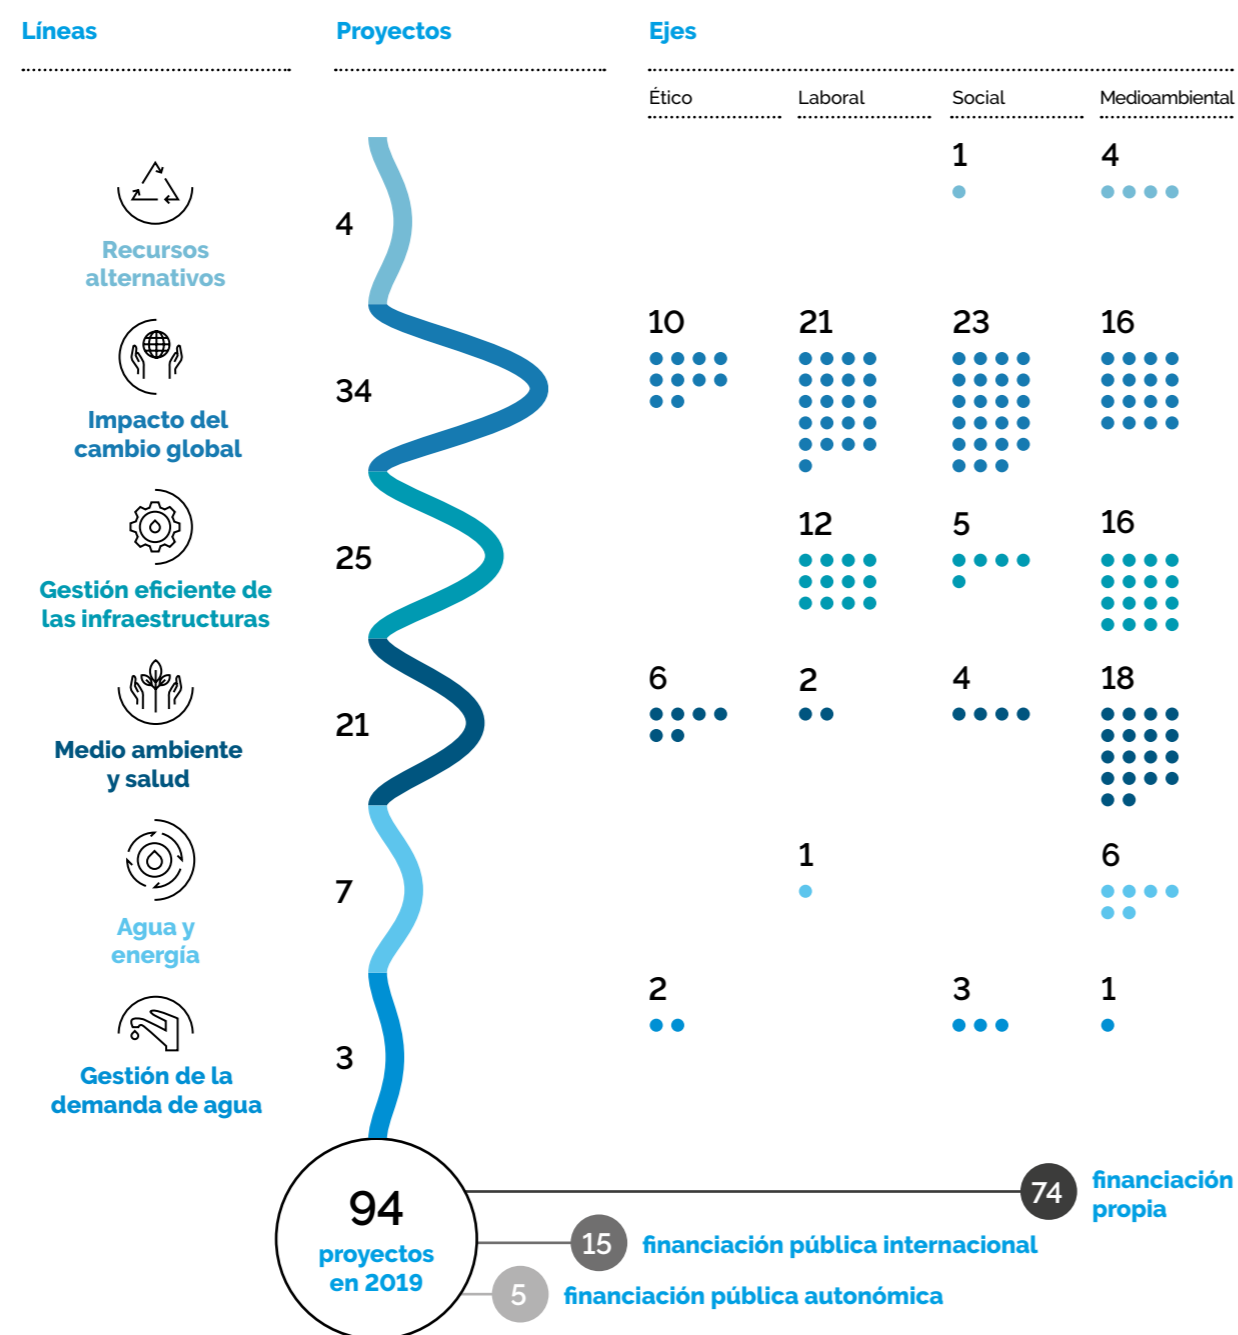 Líneas
Proyectos
Ejes
Ético
Laboral
Social
Medioambiental
Recursos
alternativos
4
1
4
Impacto del
cambio global
34
10
21
23
16
Gestión eficiente de
las infraestructuras
25
12
5
16
Medio ambiente
y salud
21
6
2
4
18
Agua y
energía
7
1
6
Gestión de la
demanda de agua
3
2
3
1
94
proyectos
en 2019
74
financiación
propia
15
financiación pública internacional
5
financiación pública autonómica